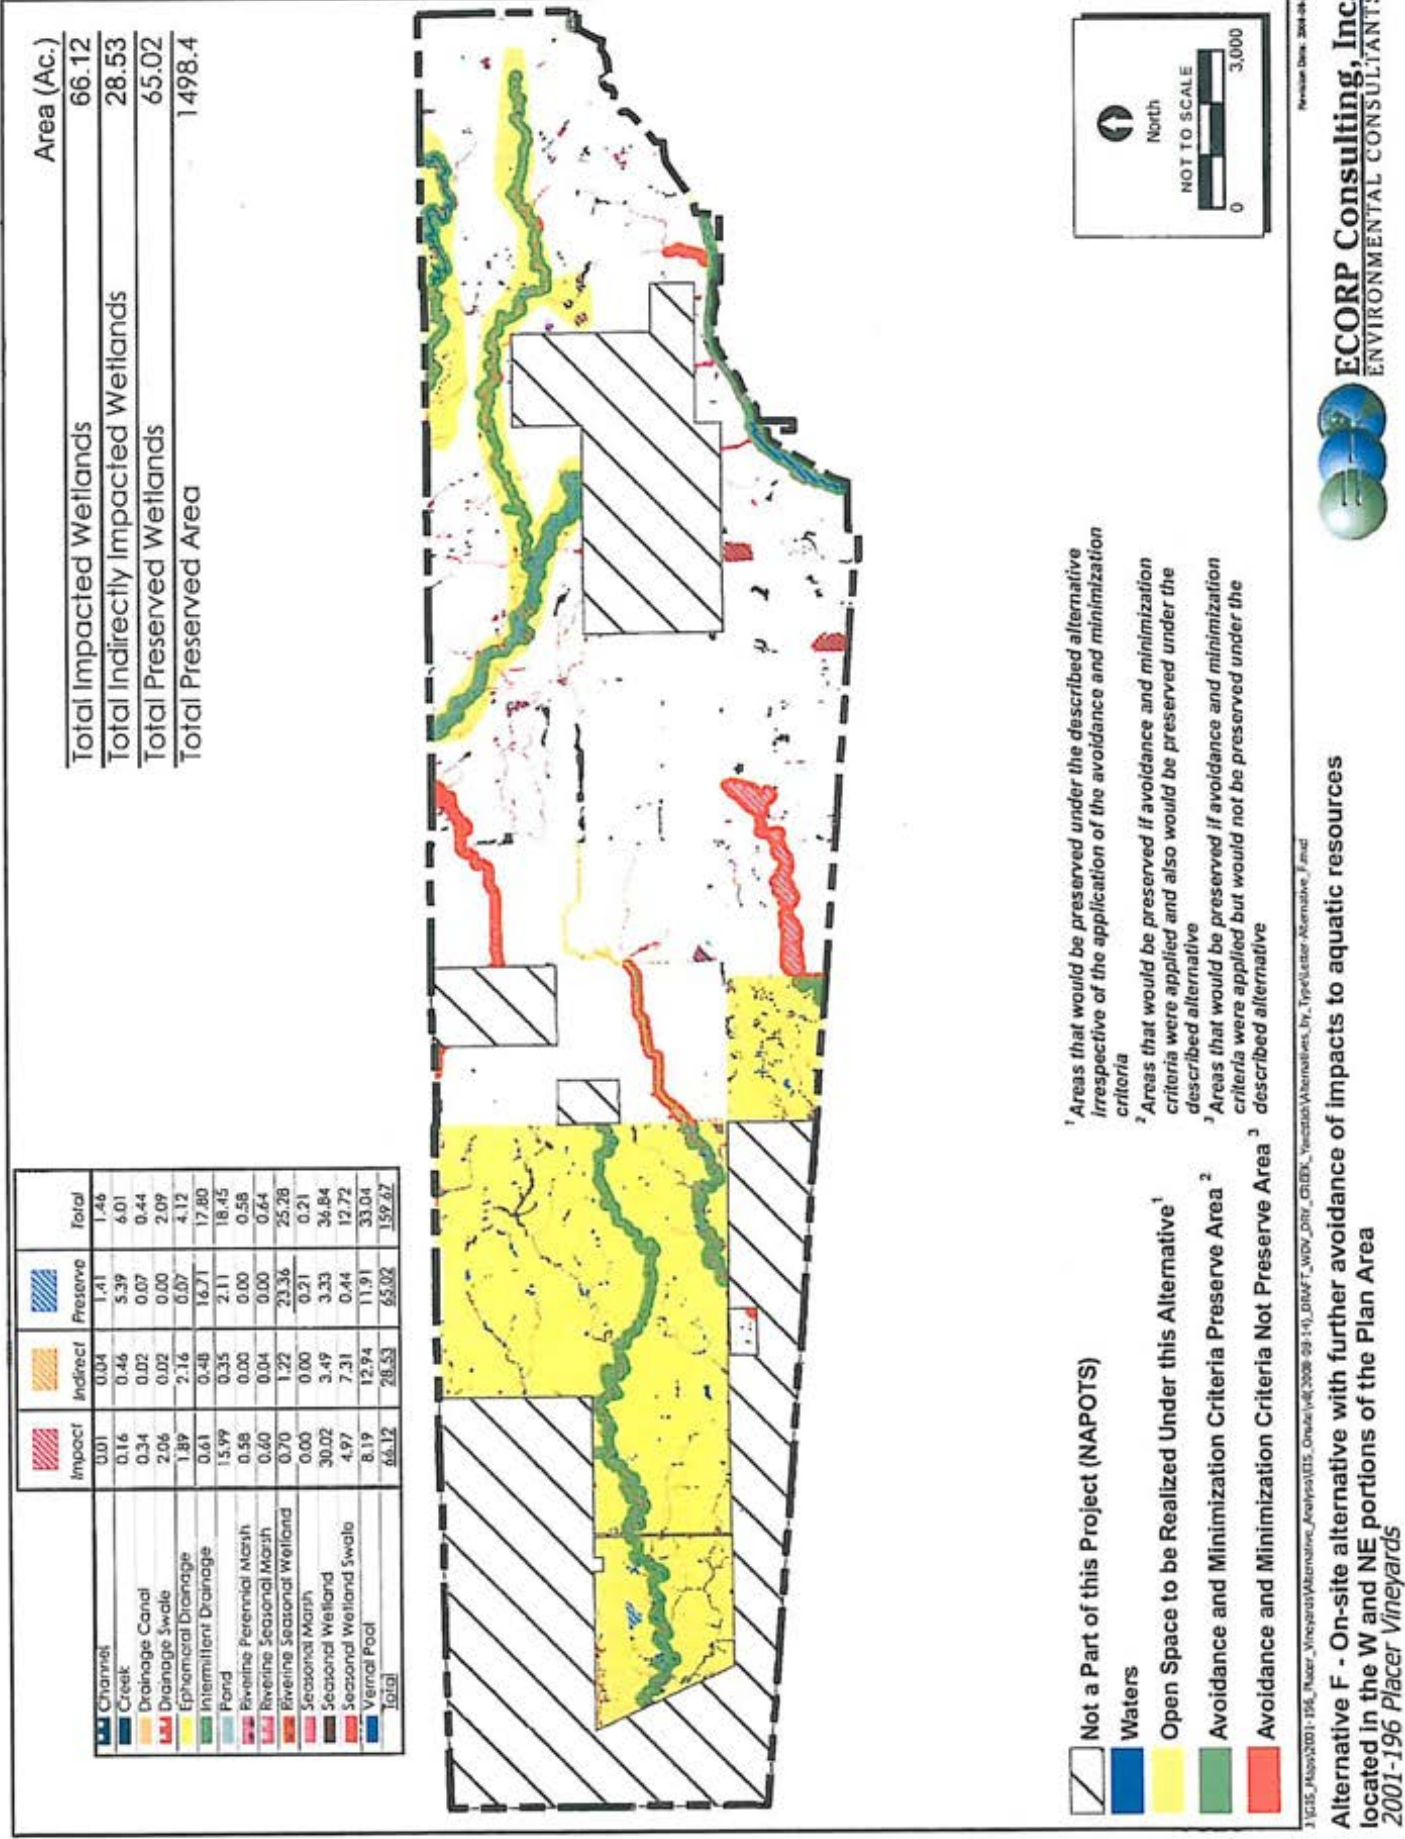 Impact Indirect Preserve Total
Channel 0.01 0.04 1.41 1.46
Creek 0.16 0.46 5.39 6.01
Drainage Canal 0.34 0.02 0.07 0.44
Drainage Swale 2.06 0.02 0.00 2.09
Ephemoral Drainage 1.89 2.16 0.07 4.12
Intermittent Drainage 0.61 0.48 16.71 17.80
Pond 15.99 0.35 2.11 18.45
Riverine Perennial Marsh 0.58 0.00 0.00 0.58
Riverine Seasonal Marsh 0.60 0.04 0.00 0.64
Riverine Seasonal Wetland 0.70 1.22 23.36 25.28
Seasonal Marsh 0.00 0.00 0.21 0.21
Seasonal Wetland 30.02 3.49 3.33 36.84
Seasonal Wetland Swale 4.97 7.31 0.44 12.72
Vernal Pool 8.19 12.94 11.91 33.04
Total 66.12 28.53 65.02 159.67
Area (Ac.)
Total Impacted Wetlands 66.12
Total Indirectly Impacted Wetlands 28.53
Total Preserved Wetlands 65.02
Total Preserved Area 1498.4
Not a Part of this Project (NAPOTS)
Waters
Open Space to be Realized Under this Alternative¹
Avoidance and Minimization Criteria Preserve Area²
Avoidance and Minimization Criteria Not Preserve Area³
¹ Areas that would be preserved under the described alternative
irrespective of the application of the avoidance and minimization
criteria
² Areas that would be preserved if avoidance and minimization
criteria were applied and also would be preserved under the
described alternative
³ Areas that would be preserved if avoidance and minimization
criteria were applied but would not be preserved under the
described alternative
North
NOT TO SCALE
0 3,000
Revision Date:
Alternative F - On-site alternative with further avoidance of impacts to aquatic resources
located in the W and NE portions of the Plan Area
2001-196 Placer Vineyards
ECORP Consulting, Inc
ENVIRONMENTAL CONSULTANTS